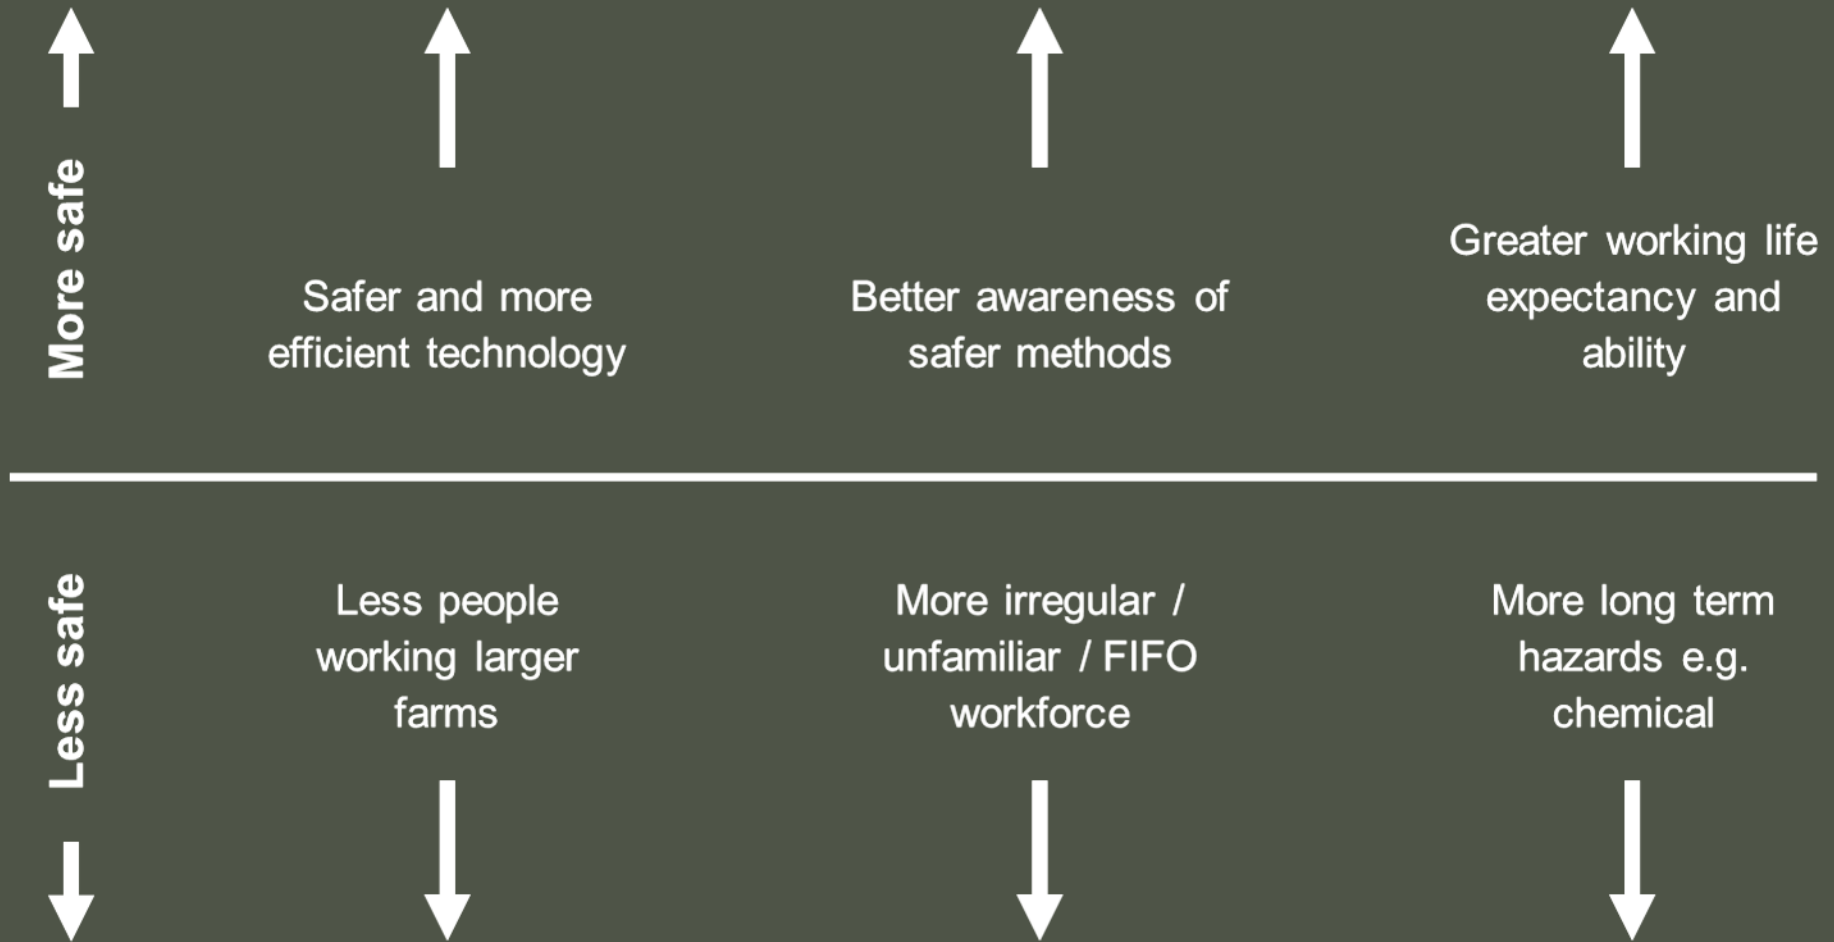 More safe
Safer and more
efficient technology
Better awareness of
safer methods
Greater working life
expectancy and
ability
Less safe
Less people
working larger
farms
More irregular /
unfamiliar / FIFO
workforce
More long term
hazards e.g.
chemical